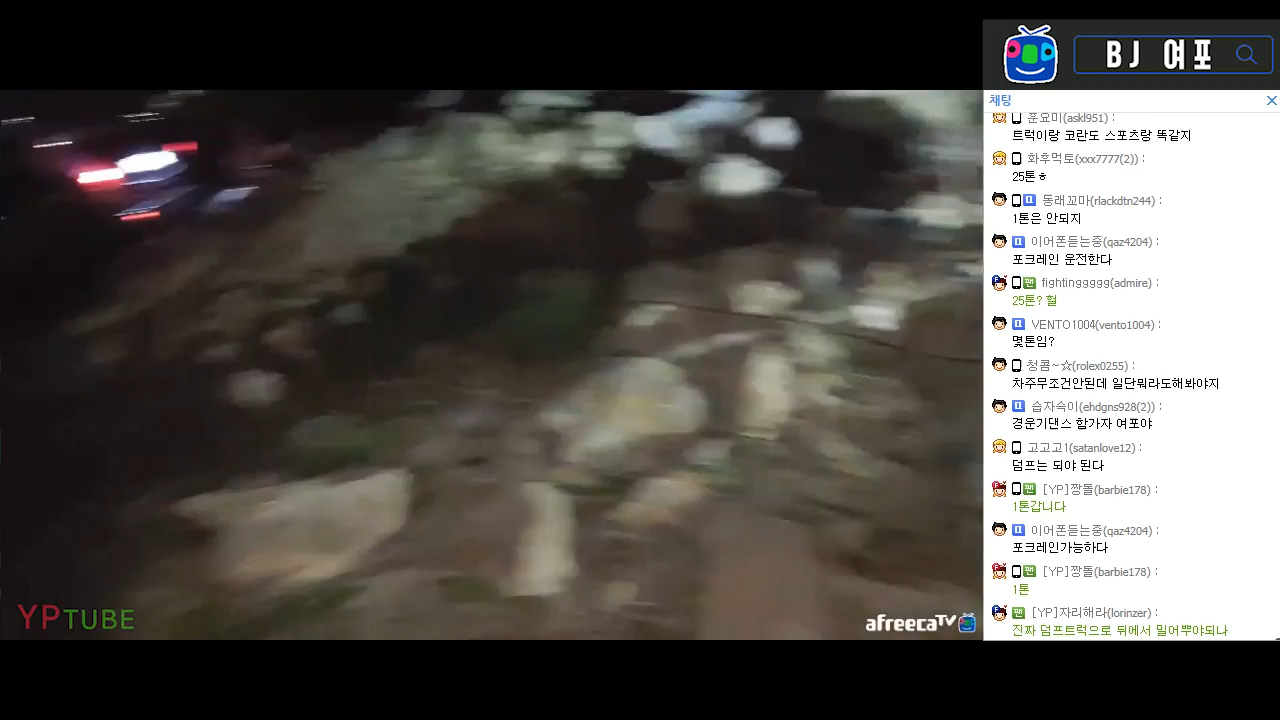 BJ 여포
채팅
훈요미(askl951) :
트럭이랑 코란도 스포츠랑 똑같지
화후먹토(xxx7777(2)) :
25톤ㅎ
동래꼬마(rlackdtn244) :
1톤은 안되지
이어폰듣는중(qaz4204) :
포크레인 운전한다
fightinggggg(admire) :
25톤? 헐
VENTO1004(vento1004) :
몇톤임?
청콤~☆(rolex0255) :
차주무조건안된데 일단뭐라도해봐야지
습자슥이(ehdgns928(2)) :
경운기댄스 함가자 여포야
고고고1(satanlove12) :
덤프는 되야 된다
[YP]짱돌(barbie178) :
1톤갑니다
이어폰듣는중(qaz4204) :
포크레인가능하다
[YP]짱돌(barbie178) :
1톤
[YP]자리해라(lorinzer) :
진짜 덤프트럭으로 뒤에서 밀어뿌야되나
YPTUBE
afreecaTV